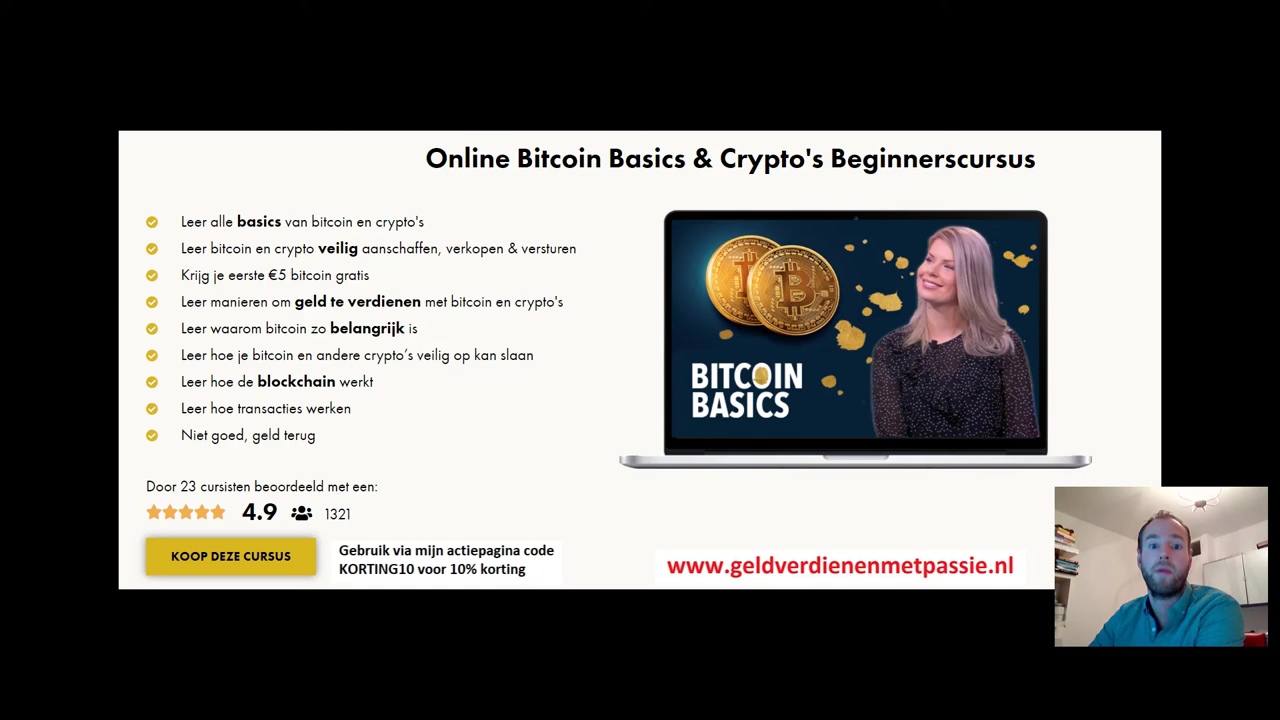 Online Bitcoin Basics & Crypto's Beginnerscursus
Leer alle basics van bitcoin en crypto's
Leer bitcoin en crypto veilig aanschaffen, verkopen & versturen
Krijg je eerste €5 bitcoin gratis
Leer manieren om geld te verdienen met bitcoin en crypto's
Leer waarom bitcoin zo belangrijk is
Leer hoe je bitcoin en andere crypto’s veilig op kan slaan
Leer hoe de blockchain werkt
Leer hoe transacties werken
Niet goed, geld terug
BITCOIN
BASICS
Door 23 cursisten beoordeeld met een:
4.9 1321
KOOP DEZE CURSUS
Gebruik via mijn actiepagina code
KORTING10 voor 10% korting
www.geldverdienenmetpassie.nl